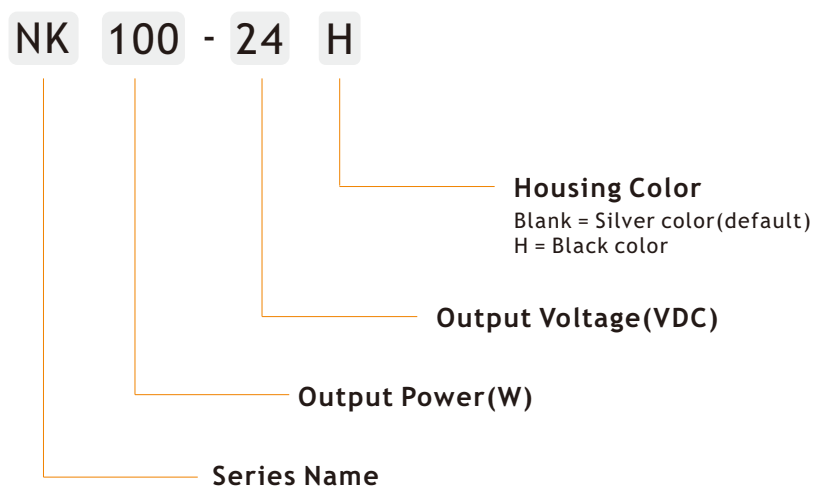 NK 100 - 24 H
Housing Color
Blank = Silver color(default)
H = Black color
Output Voltage(VDC)
Output Power(W)
Series Name